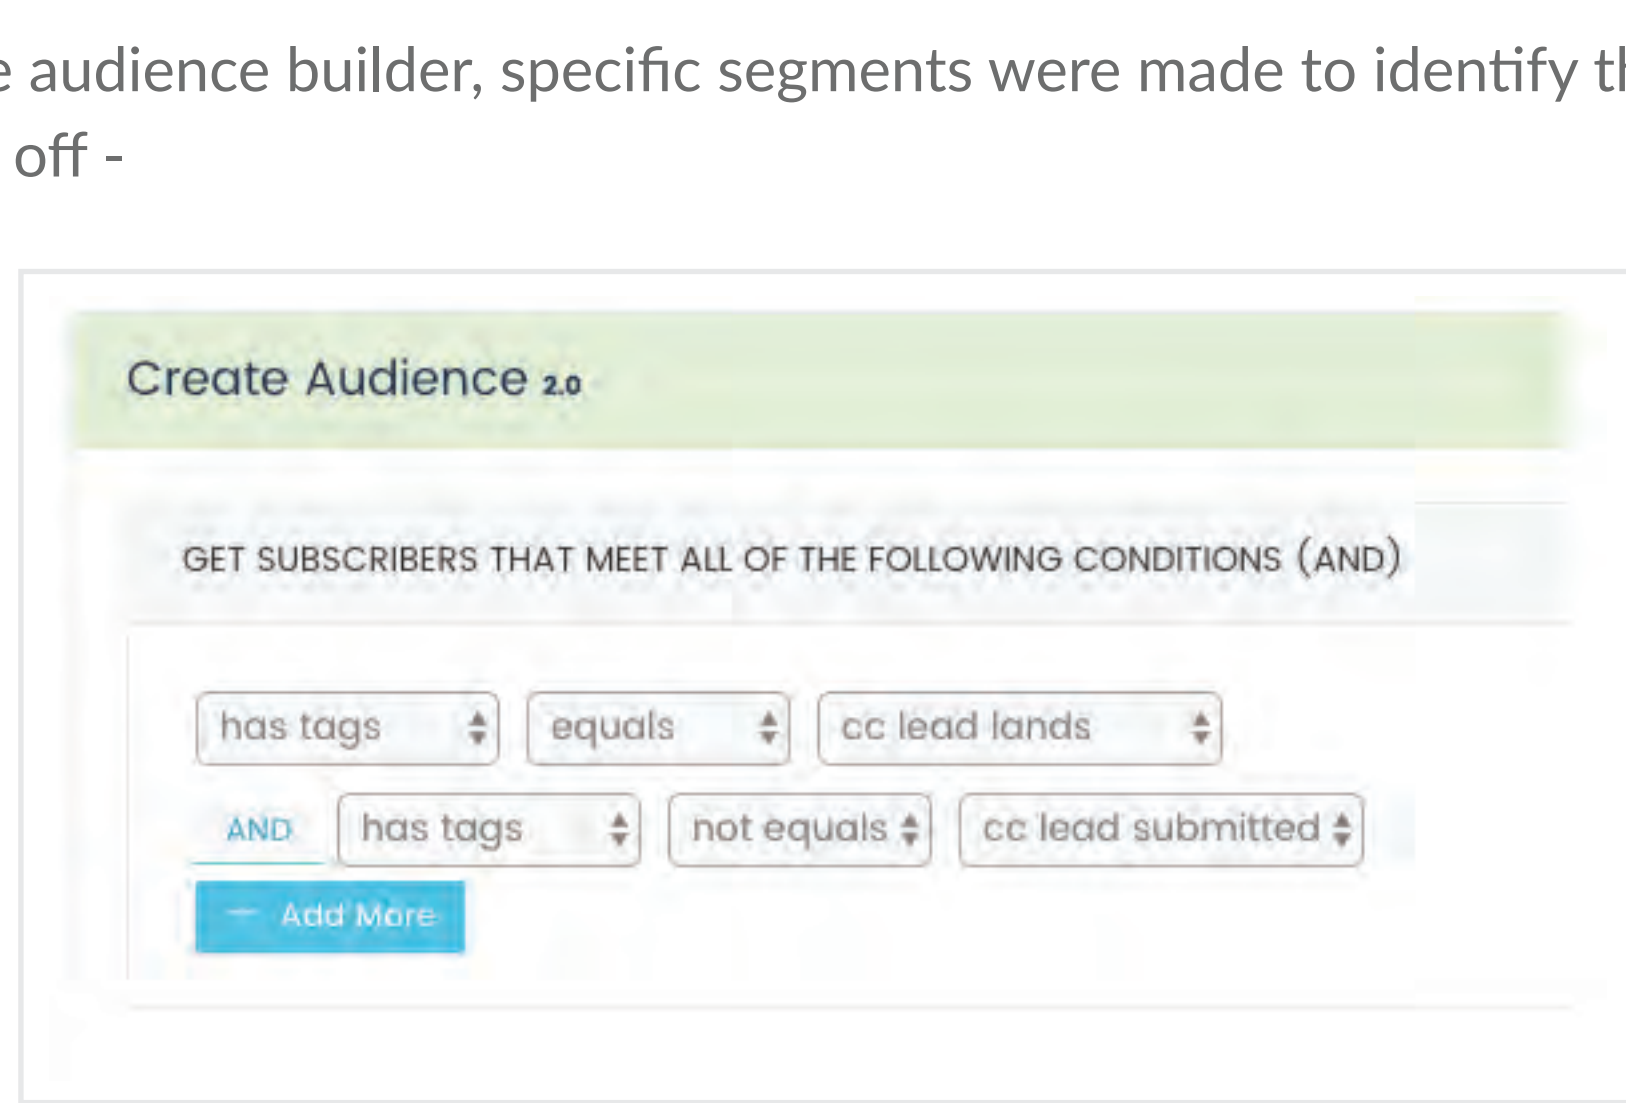 e audience builder, specific segments were made to identify th
off -
Create Audience 2.0
GET SUBSCRIBERS THAT MEET ALL OF THE FOLLOWING CONDITIONS (AND)
has tags equals cc lead lands
AND has tags not equals cc lead submitted
Add More